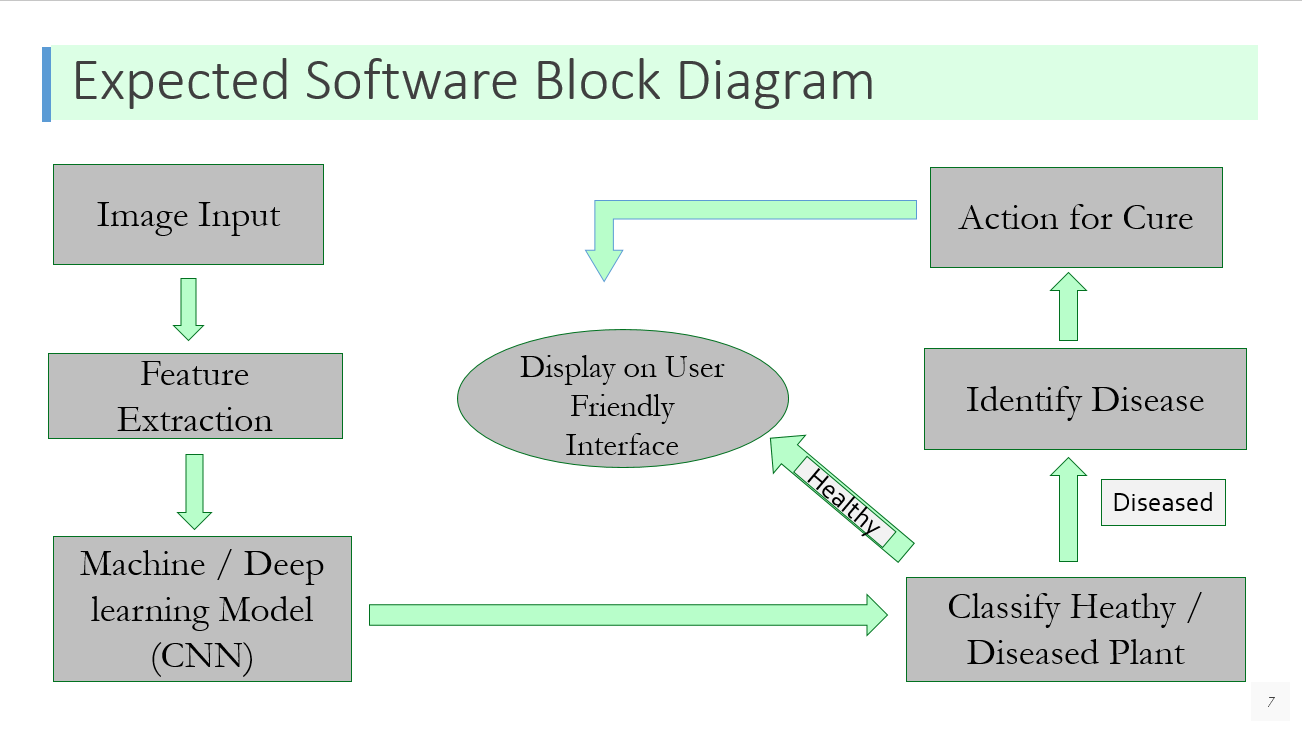 Expected Software Block Diagram
Image Input
Feature
Extraction
Machine / Deep
learning Model
(CNN)
Classify Heathy /
Diseased Plant
Healthy
Diseased
Identify Disease
Action for Cure
Display on User
Friendly
Interface
7